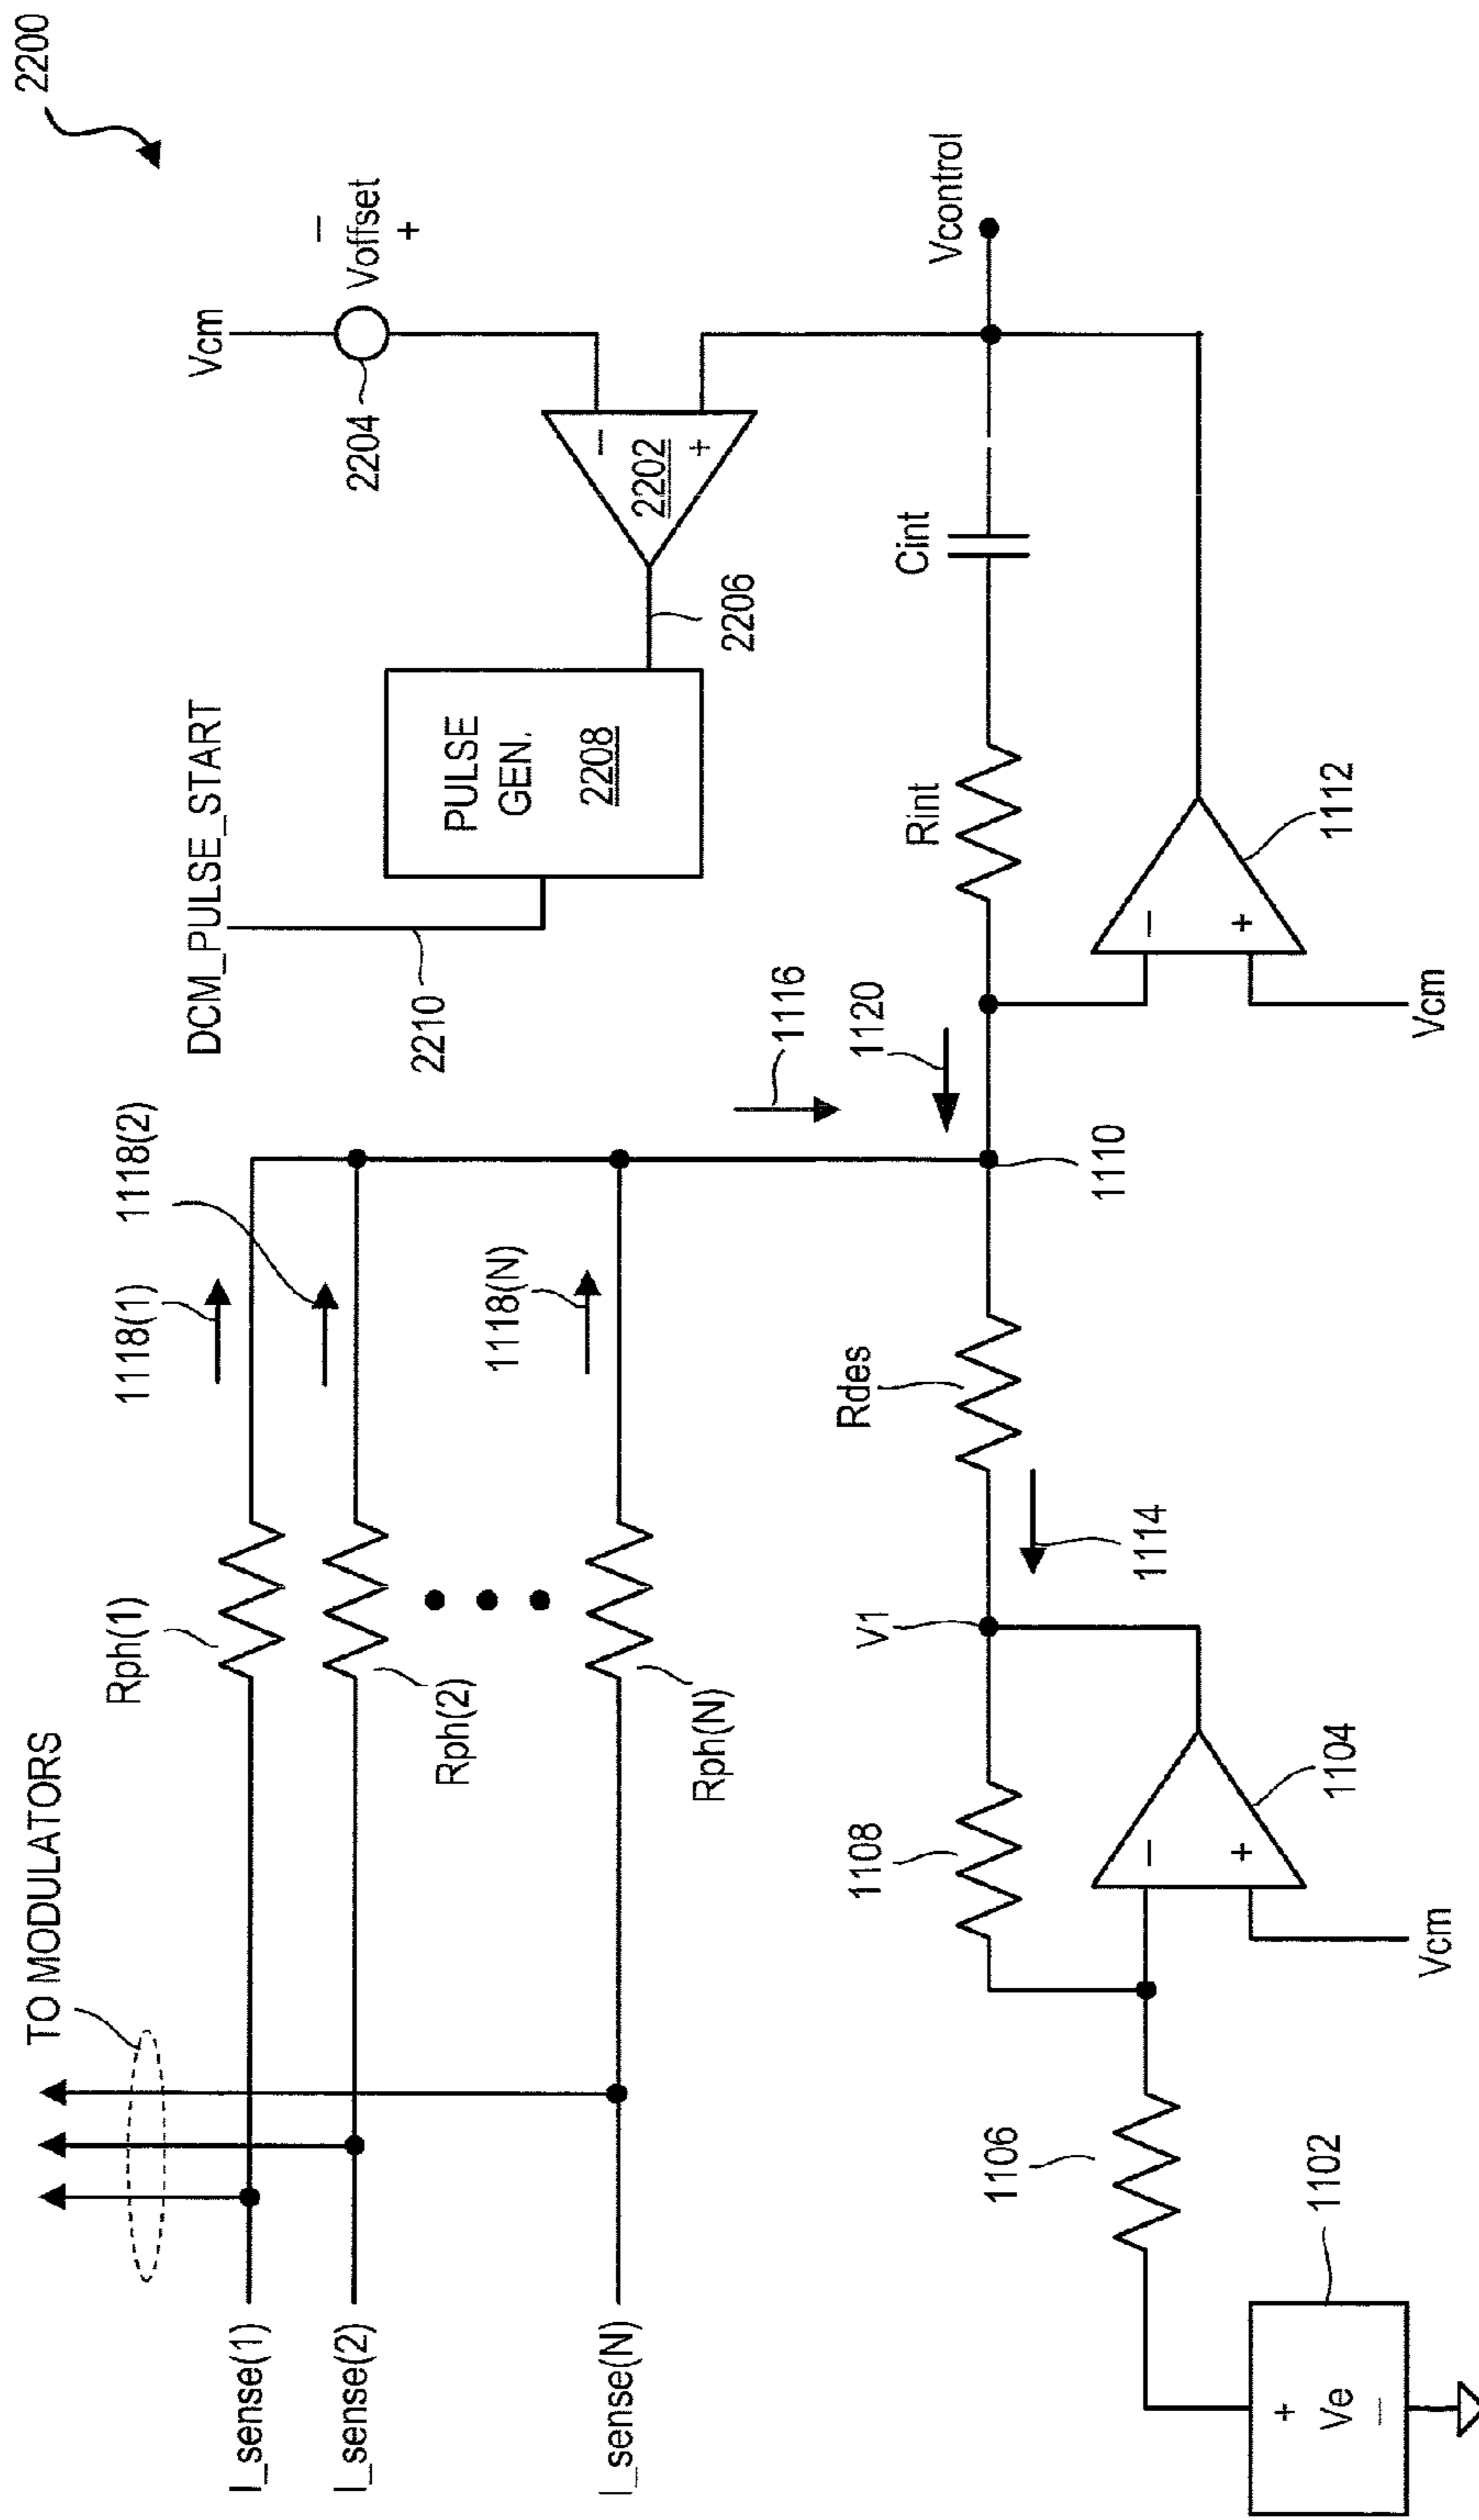 2200
TO MODULATORS
I_sense(1)
I_sense(2)
I_sense(N)
Rph(1)
Rph(2)
Rph(N)
1118(1)
1118(2)
1118(N)
DCM_PULSE_START
2210
PULSE
GEN.
2208
2206
2202
−
+
Vcm
2204
−
Voffset
+
1116
1120
1110
Rdes
1114
V1
1108
1106
1102
+
Ve
−
1104
−
+
Vcm
Rint
Cint
Vcontrol
1112
−
+
Vcm